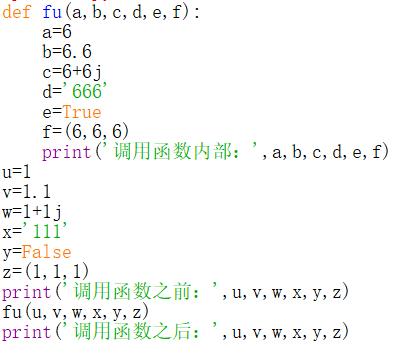 def fu(a,b,c,d,e,f):
    a=6
    b=6.6
    c=6+6j
    d='666'
    e=True
    f=(6,6,6)
    print('调用函数内部：',a,b,c,d,e,f)
u=1
v=1.1
w=1+1j
x='111'
y=False
z=(1,1,1)
print('调用函数之前：',u,v,w,x,y,z)
fu(u,v,w,x,y,z)
print('调用函数之后：',u,v,w,x,y,z)